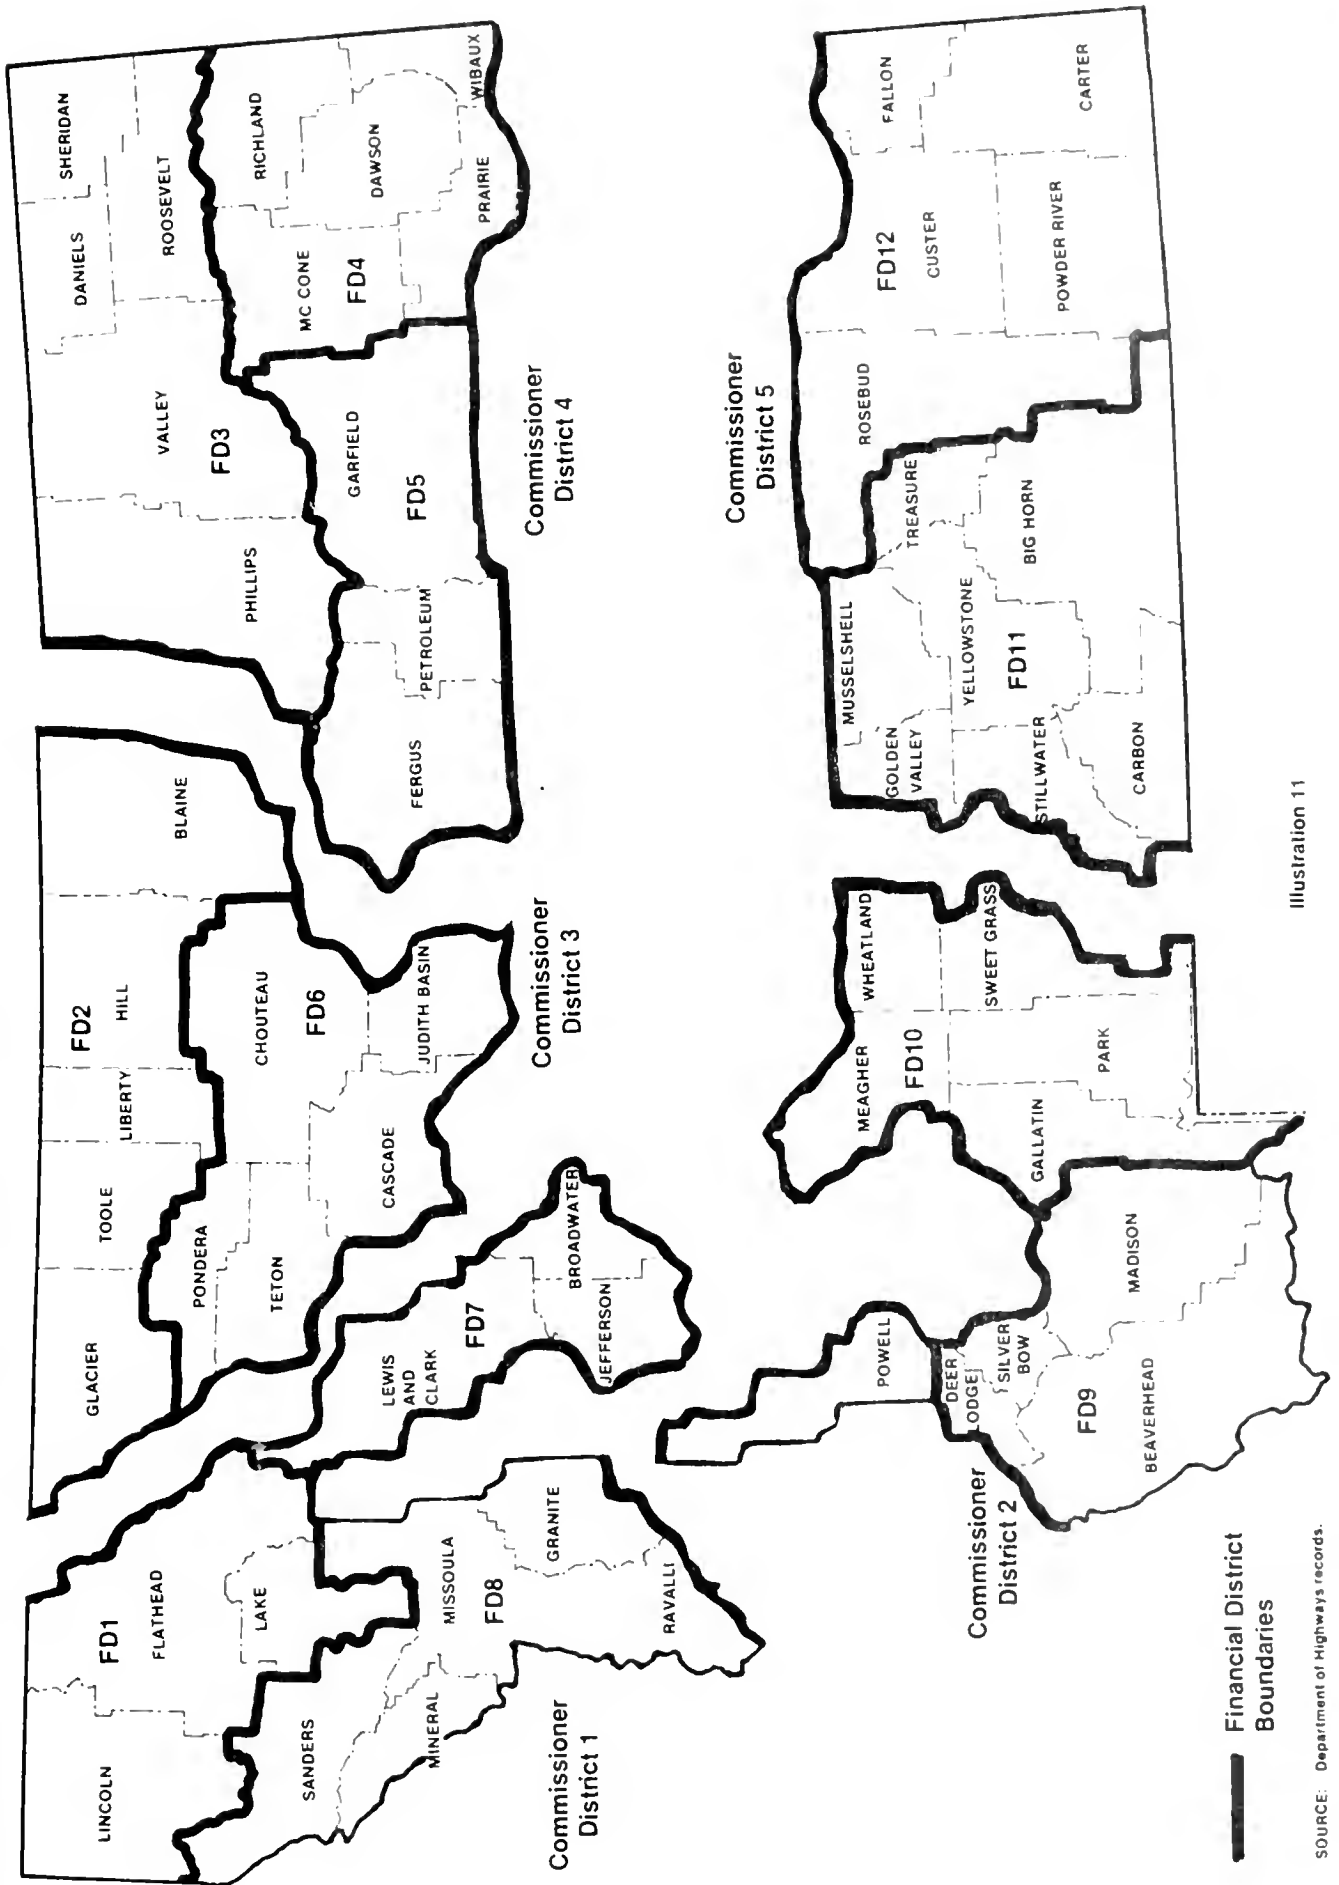 LINCOLN
FD1
FLATHEAD
LAKE
SANDERS
MINERAL
MISSOULA
FD8
GRANITE
RAVALLI
Commissioner
District 1
GLACIER
TOOLE
LIBERTY
FD2
HILL
BLAINE
PONDERA
TETON
CHOUTEAU
FD6
CASCADE
JUDITH BASIN
LEWIS
AND
CLARK
FD7
BROADWATER
JEFFERSON
Commissioner
District 3
PHILLIPS
VALLEY
FD3
DANIELS
SHERIDAN
ROOSEVELT
RICHLAND
MC CONE
FD4
DAWSON
PRAIRIE
WIBAUX
GARFIELD
FD5
PETROLEUM
FERGUS
Commissioner
District 4
POWELL
DEER
LODGE
SILVER
BOW
FD9
BEAVERHEAD
MADISON
MEAGHER
WHEATLAND
FD10
GALLATIN
PARK
SWEET GRASS
Commissioner
District 2
Commissioner
District 5
MUSSELSHELL
GOLDEN
VALLEY
YELLOWSTONE
TREASURE
FD11
STILLWATER
CARBON
BIG HORN
ROSEBUD
FD12
CUSTER
FALLON
POWDER RIVER
CARTER
Financial District
Boundaries
Illustration 11
SOURCE: Department of Highways records.